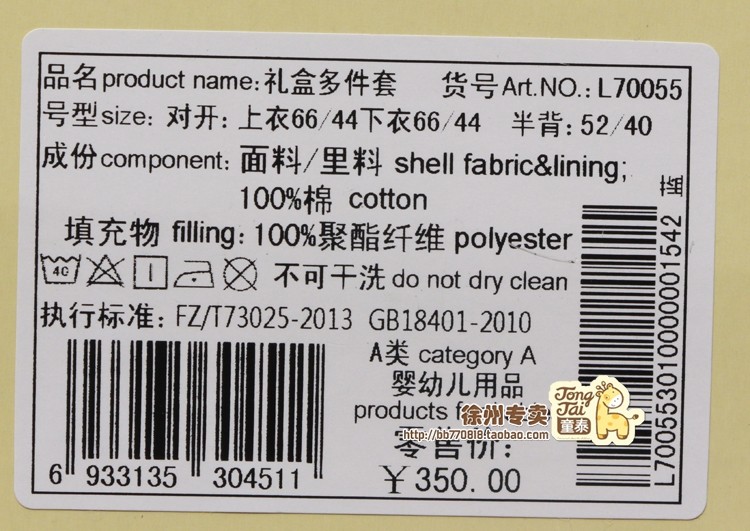 品名product name:礼盒多件套 货号Art.NO.:L70055
号型size: 对开: 上衣66/44下衣66/44 半背:52/40
成份component: 面料/里料 shell fabric&lining;
100%棉 cotton
填充物 filling: 100%聚酯纤维 polyester
40 不可干洗 do not dry clean
执行标准: FZ/T73025-2013 GB18401-2010
A类 category A
婴幼儿用品
products
徐州专卖
http://bb770818.taobao.com
Tong Tai
童泰
零售价:
¥350.00
6 933135 304511
L7005530100000001542